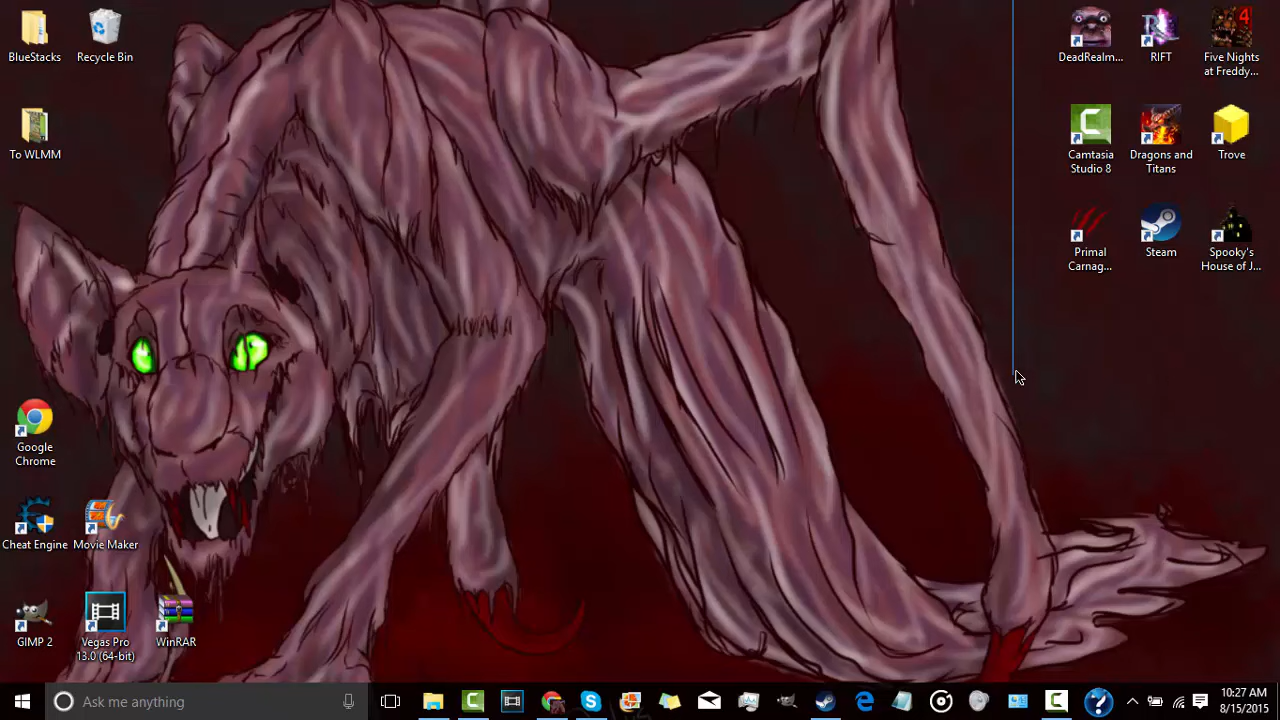 BlueStacks
Recycle Bin
To WLMM
Google
Chrome
Cheat Engine
Movie Maker
GIMP 2
Vegas Pro
13.0 (64-bit)
WinRAR
DeadRealm...
RIFT
4
Five Nights
at Freddy...
Camtasia
Studio 8
Dragons and
Titans
Trove
Primal
Carnag...
Steam
Spooky's
House of J...
Ask me anything
10:27 AM
8/15/2015